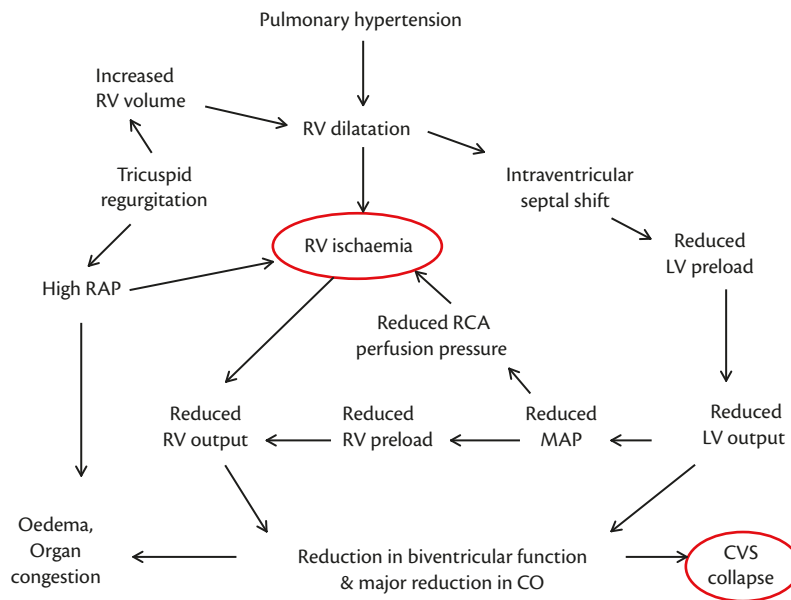 Pulmonary hypertension
Increased
RV volume
RV dilatation
Tricuspid
regurgitation
Intraventricular
septal shift
RV ischaemia
Reduced
LV preload
High RAP
Reduced RCA
perfusion pressure
Reduced
RV output
Reduced
RV preload
Reduced
MAP
Reduced
LV output
Oedema,
Organ
congestion
Reduction in biventricular function
& major reduction in CO
CVS
collapse